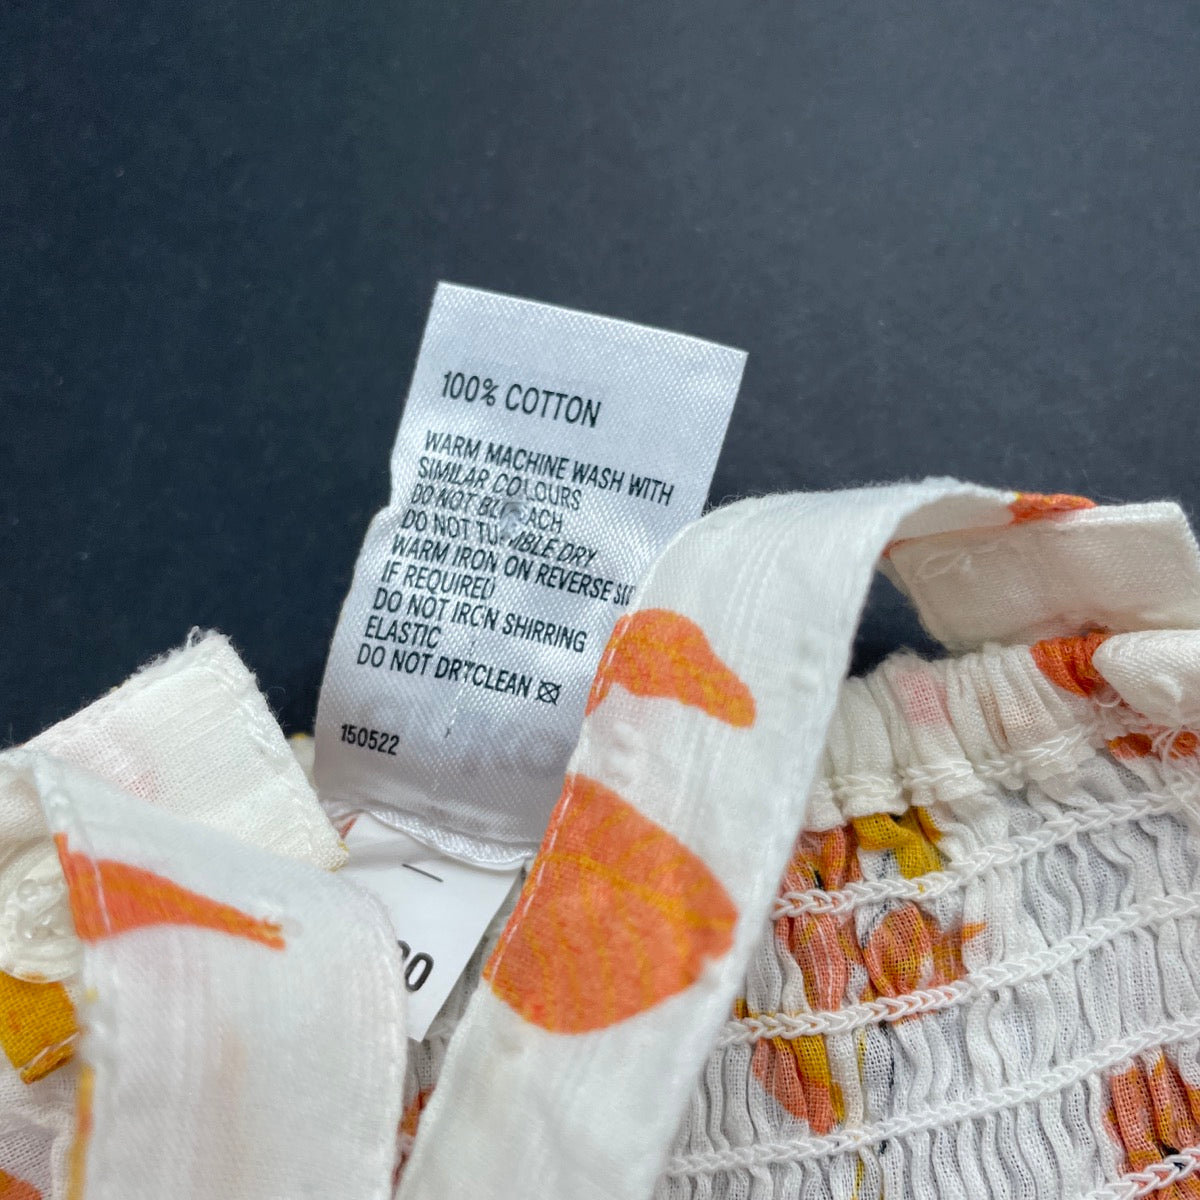 100% COTTON
WARM MACHINE WASH WITH
SIMILAR COLOURS
DO NOT BLEACH
DO NOT TUMBLE DRY
WARM IRON ON REVERSE
IF REQUIRED
DO NOT IRON SHIRRING
ELASTIC
DO NOT DRYCLEAN
150522